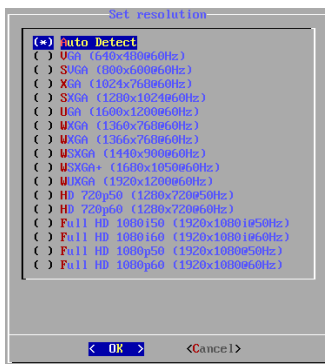 Set resolution
(*) Auto Detect
( ) VGA (640x480@60Hz)
( ) SVGA (800x600@60Hz)
( ) XGA (1024x768@60Hz)
( ) SXGA (1280x1024@60Hz)
( ) UGA (1600x1200@60Hz)
( ) WXGA (1360x768@60Hz)
( ) WXGA (1366x768@60Hz)
( ) WSXGA (1440x900@60Hz)
( ) WSXGA+ (1680x1050@60Hz)
( ) WUXGA (1920x1200@60Hz)
( ) HD 720p50 (1280x720@50Hz)
( ) HD 720p60 (1280x720@60Hz)
( ) Full HD 1080i50 (1920x1080i@50Hz)
( ) Full HD 1080i60 (1920x1080i@60Hz)
( ) Full HD 1080p50 (1920x1080@50Hz)
( ) Full HD 1080p60 (1920x1080@60Hz)
< OK > <Cancel>